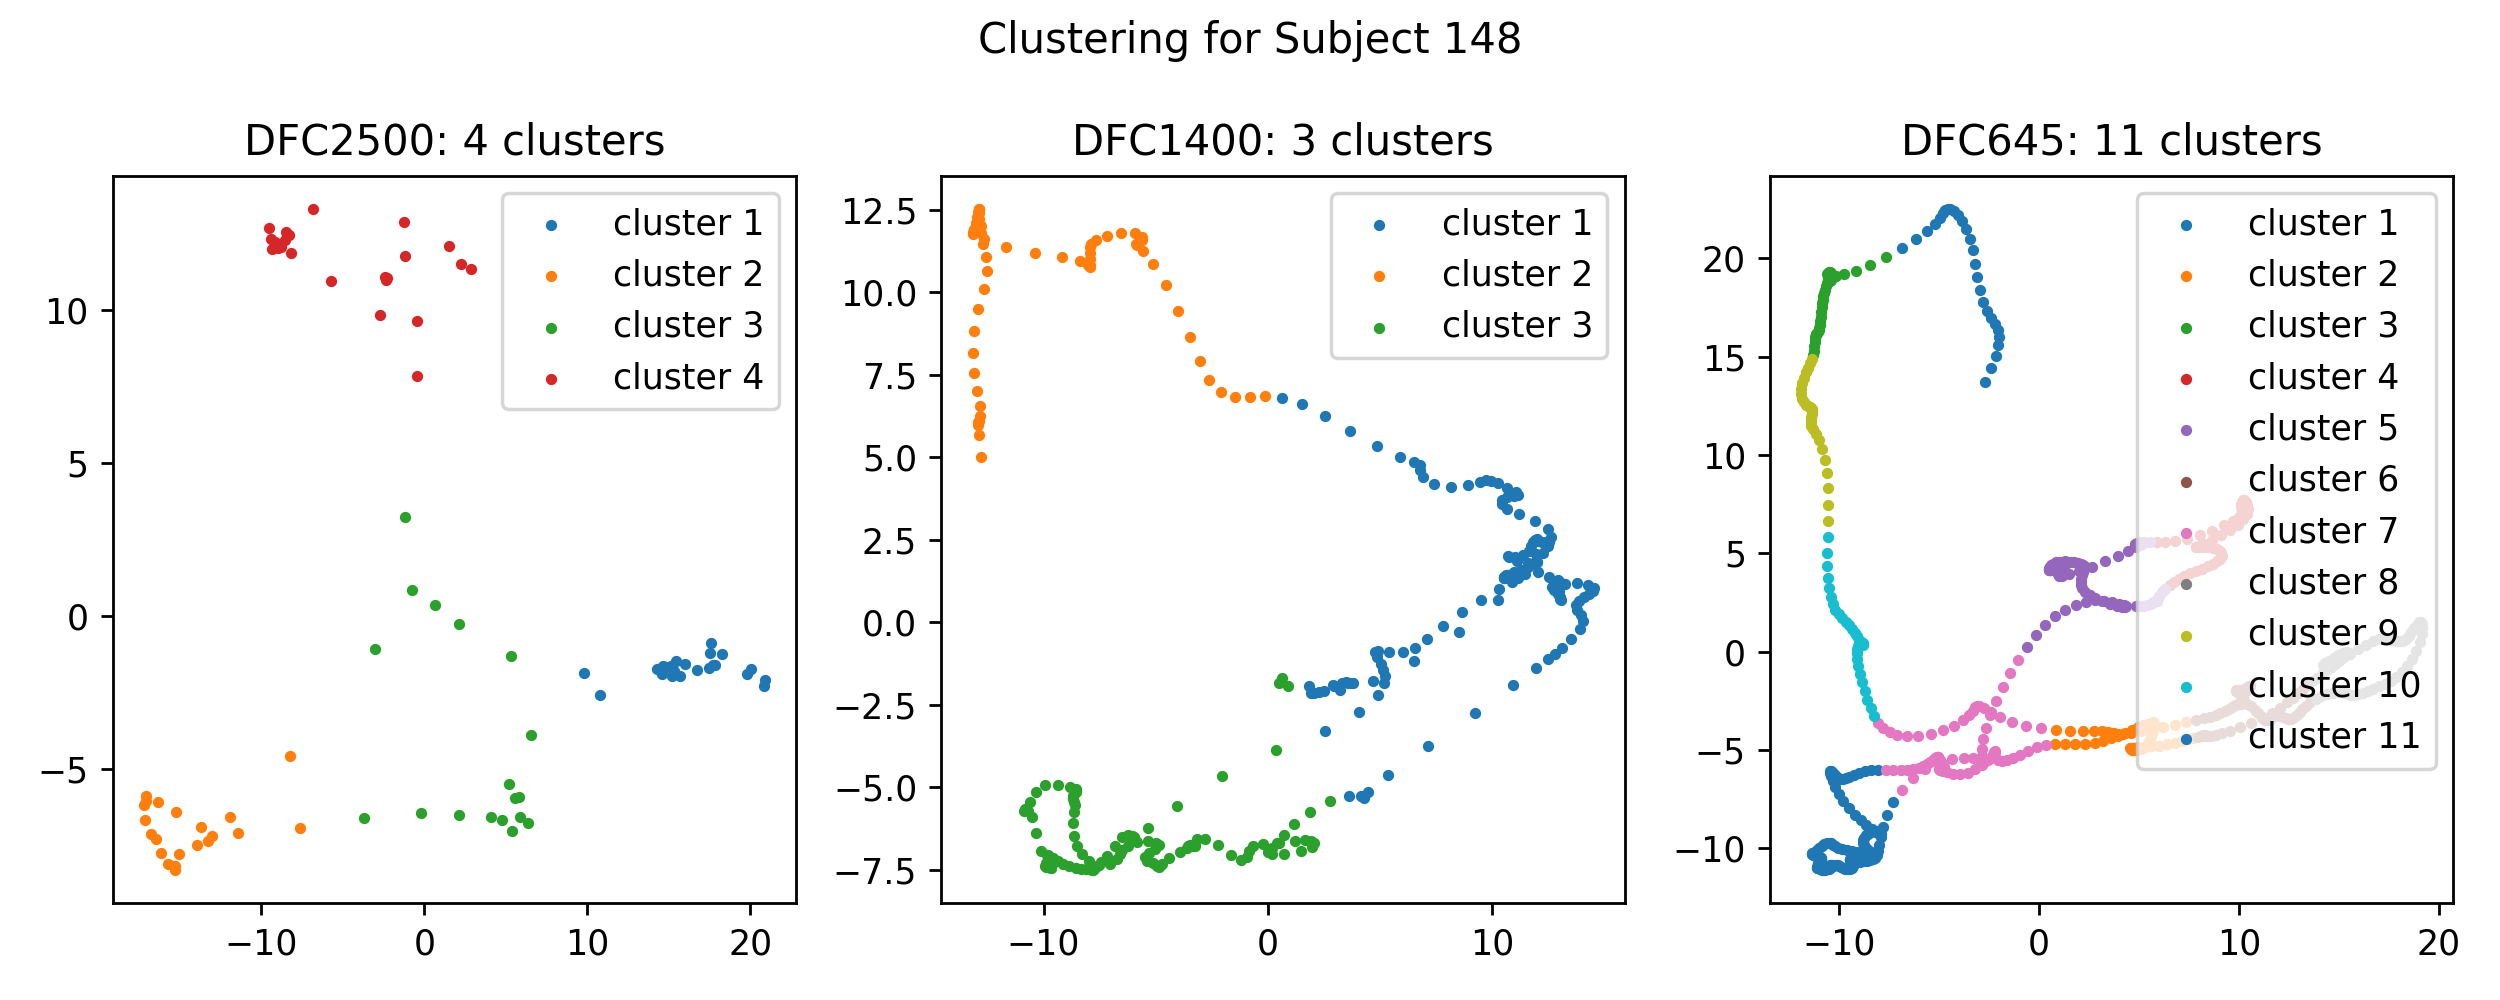 Clustering for Subject 148
DFC2500: 4 clusters
10
5
0
−5
−10
0
10
20
cluster 1
cluster 2
cluster 3
cluster 4
DFC1400: 3 clusters
12.5
10.0
7.5
5.0
2.5
0.0
−2.5
−5.0
−7.5
−10
0
10
cluster 1
cluster 2
cluster 3
DFC645: 11 clusters
20
15
10
5
0
−5
−10
−10
0
10
20
cluster 1
cluster 2
cluster 3
cluster 4
cluster 5
cluster 6
cluster 7
cluster 8
cluster 9
cluster 10
cluster 11